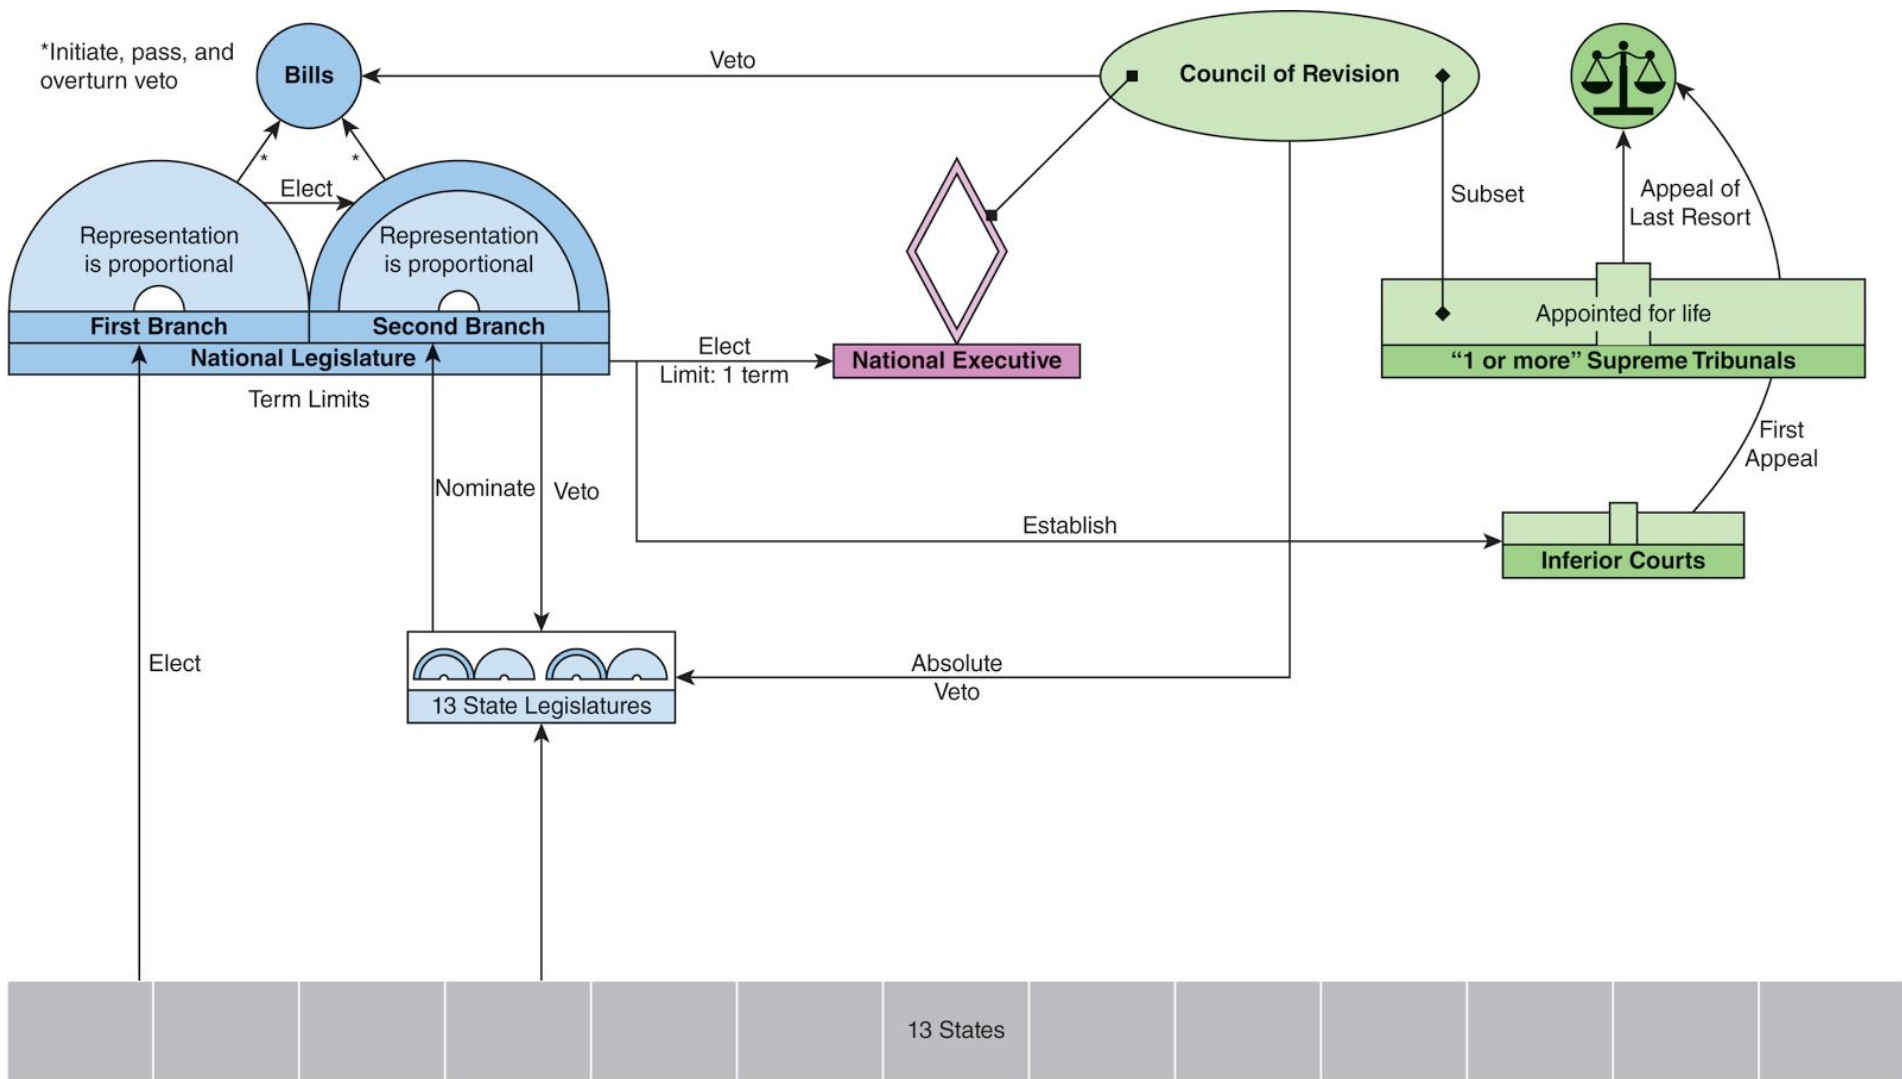 *Initiate, pass, and
overturn veto
Bills
Veto
Council of Revision
*
*
Elect
Subset
Appeal of
Last Resort
Representation
is proportional
Representation
is proportional
Appointed for life
First Branch
Second Branch
National Legislature
Term Limits
Elect
Limit: 1 term
National Executive
“1 or more” Supreme Tribunals
First
Appeal
Nominate
Veto
Establish
Inferior Courts
Elect
Absolute
Veto
13 State Legislatures
13 States